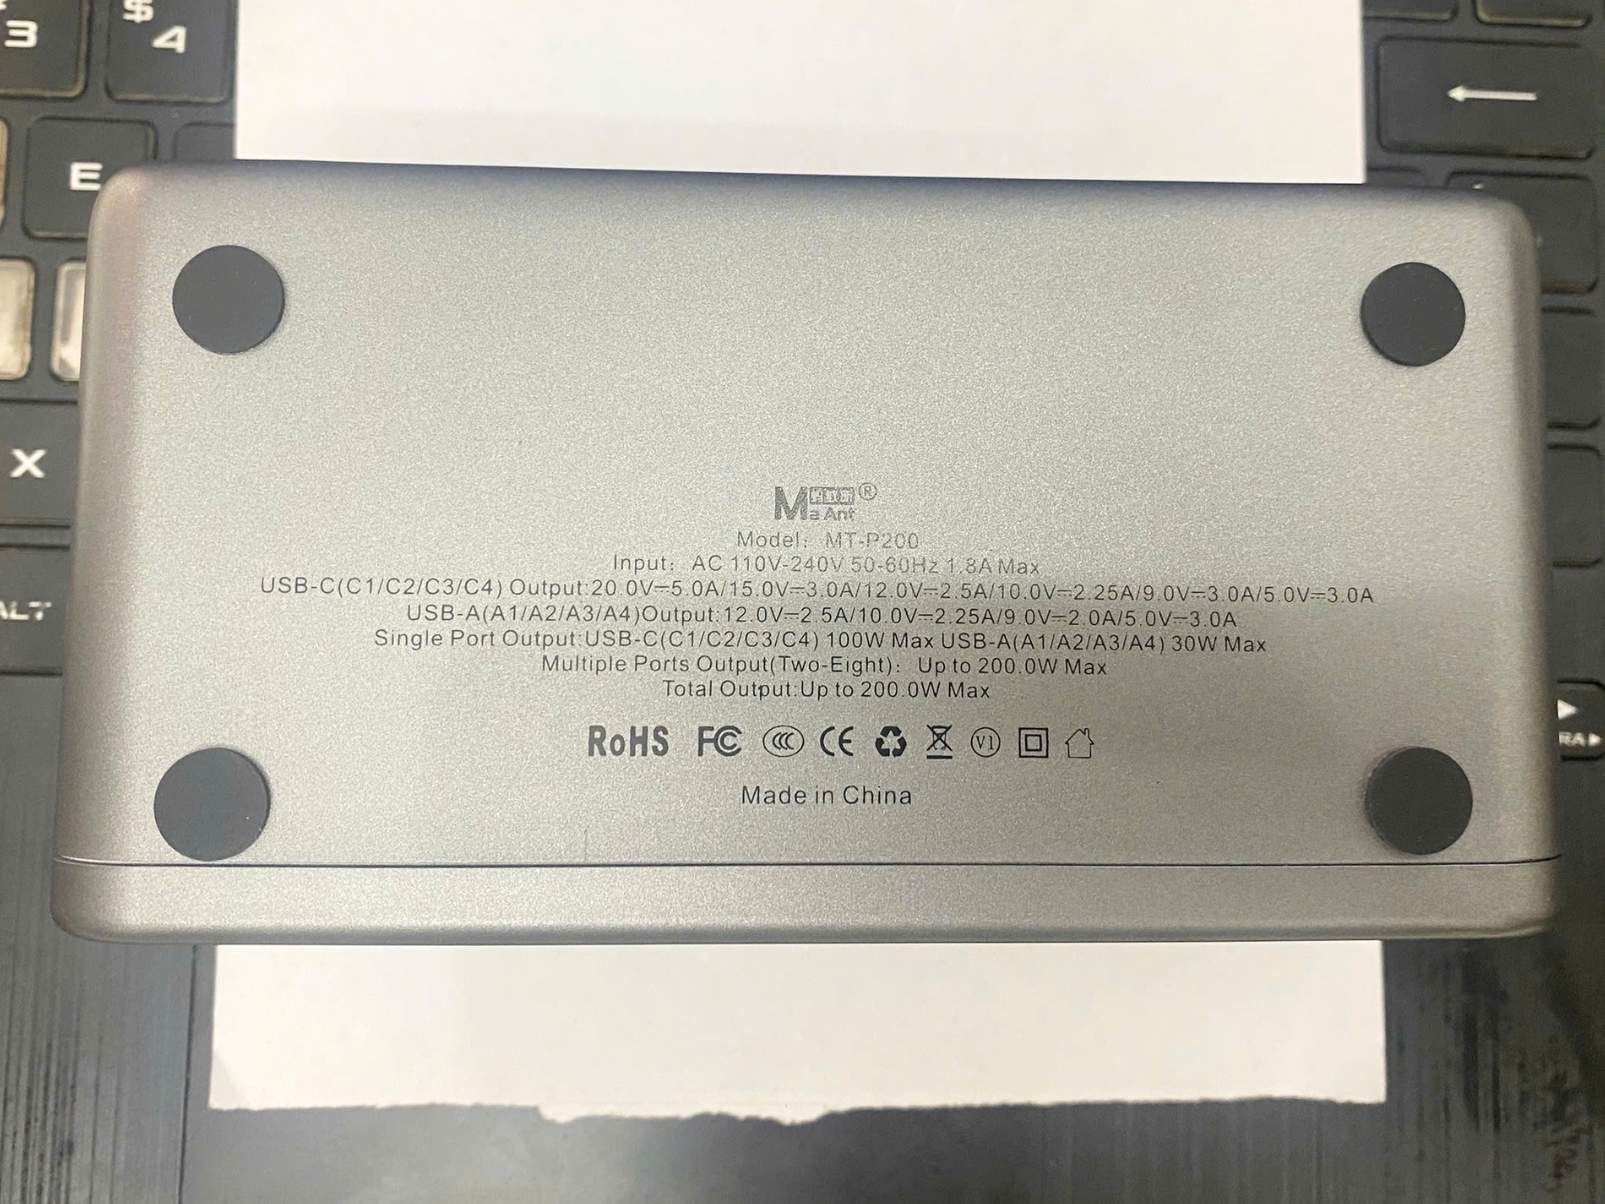 3
$
4
E
X
ALT
Ma Ant®
Model: MT-P200
Input: AC 110V-240V 50-60Hz 1.8A Max
USB-C(C1/C2/C3/C4) Output:20.0V⎓5.0A/15.0V⎓3.0A/12.0V⎓2.5A/10.0V⎓2.25A/9.0V⎓3.0A/5.0V⎓3.0A
USB-A(A1/A2/A3/A4)Output:12.0V⎓2.5A/10.0V⎓2.25A/9.0V⎓2.0A/5.0V⎓3.0A
Single Port Output:USB-C(C1/C2/C3/C4) 100W Max USB-A(A1/A2/A3/A4) 30W Max
Multiple Ports Output(Two-Eight): Up to 200.0W Max
Total Output:Up to 200.0W Max
RoHS FC CCC CE V1
Made in China